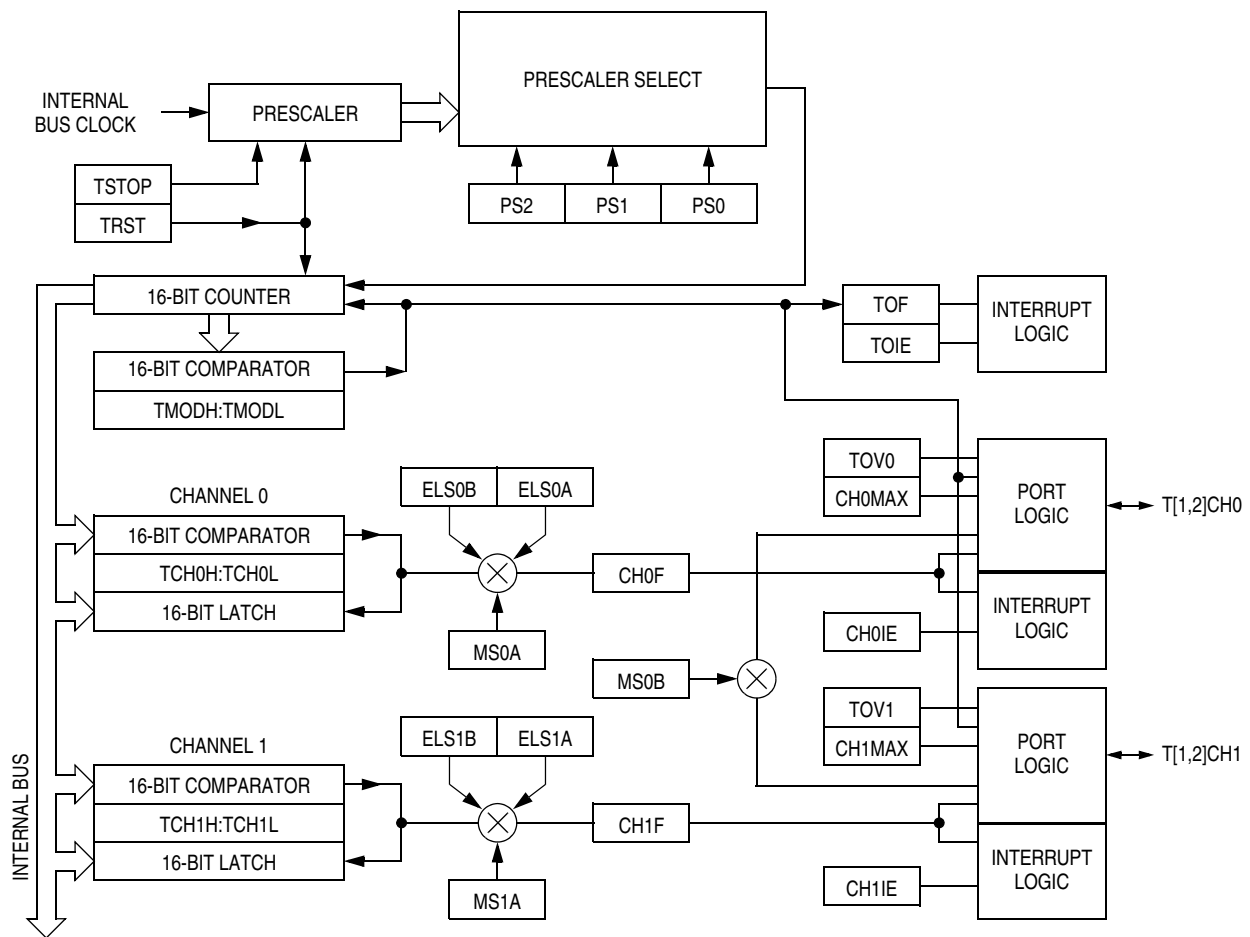 PRESCALER SELECT
INTERNAL
BUS CLOCK
PRESCALER
TSTOP
TRST
PS2
PS1
PS0
16-BIT COUNTER
TOF
TOIE
INTERRUPT
LOGIC
16-BIT COMPARATOR
TMODH:TMODL
CHANNEL 0
ELS0B
ELS0A
TOV0
CH0MAX
PORT
LOGIC
T[1,2]CH0
16-BIT COMPARATOR
TCH0H:TCH0L
16-BIT LATCH
CH0F
MS0A
CH0IE
INTERRUPT
LOGIC
MS0B
CHANNEL 1
ELS1B
ELS1A
TOV1
CH1MAX
PORT
LOGIC
T[1,2]CH1
INTERNAL BUS
16-BIT COMPARATOR
TCH1H:TCH1L
16-BIT LATCH
CH1F
MS1A
CH1IE
INTERRUPT
LOGIC